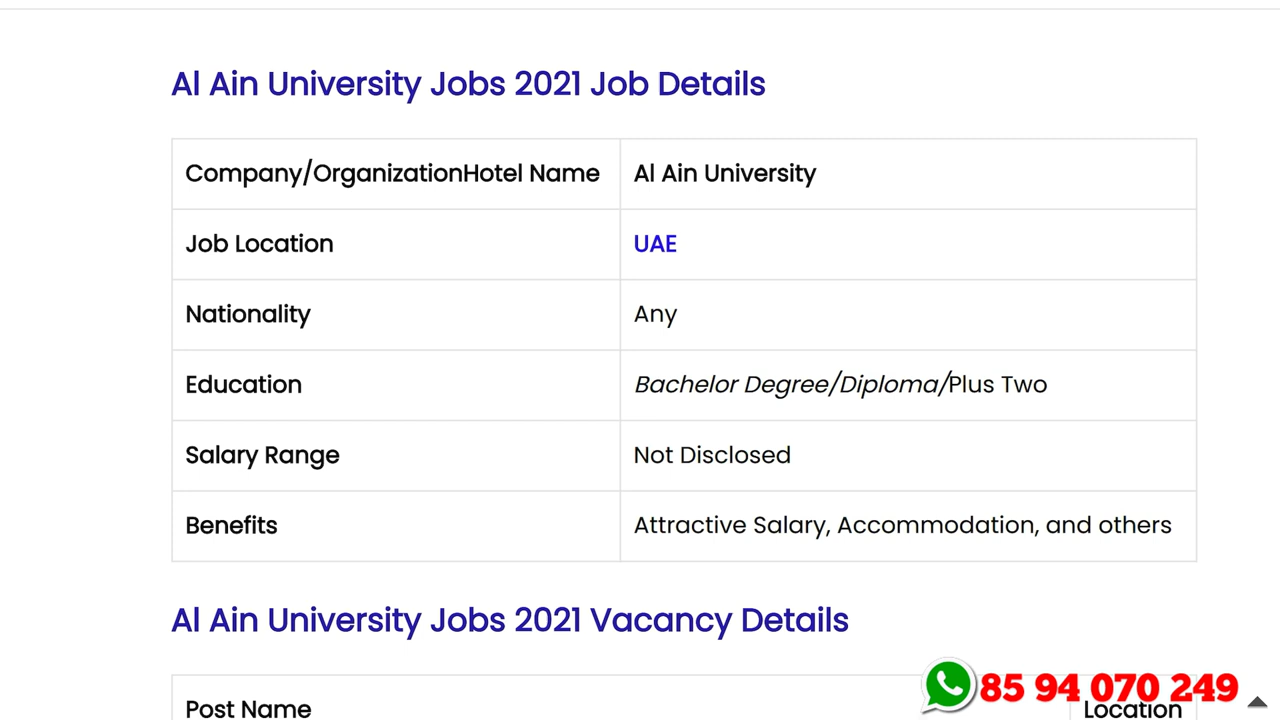 Al Ain University Jobs 2021 Job Details
Company/OrganizationHotel Name Al Ain University
Job Location UAE
Nationality Any
Education Bachelor Degree/Diploma/Plus Two
Salary Range Not Disclosed
Benefits Attractive Salary, Accommodation, and others
Al Ain University Jobs 2021 Vacancy Details
85 94 070 249
Post Name Location